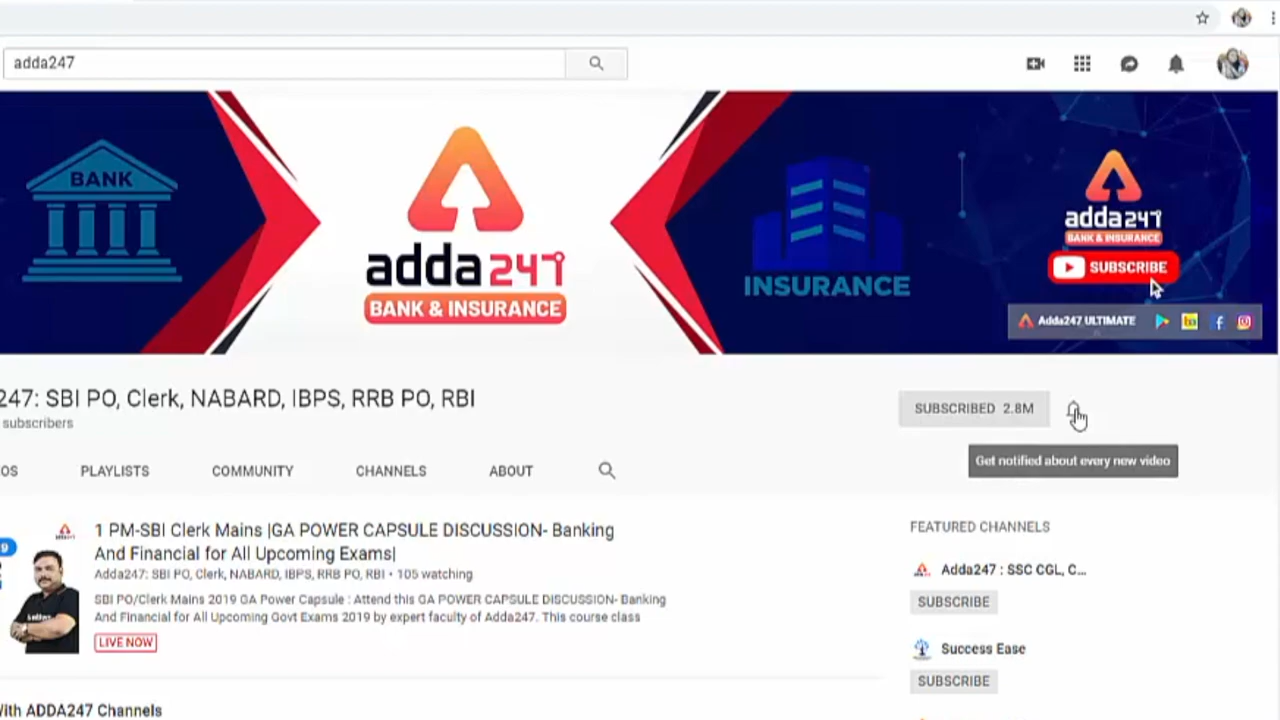 adda247
BANK
adda247
BANK & INSURANCE
INSURANCE
adda247
BANK & INSURANCE
SUBSCRIBE
Adda247 ULTIMATE
247: SBI PO, Clerk, NABARD, IBPS, RRB PO, RBI
subscribers
SUBSCRIBED 2.8M
Get notified about every new video
OS PLAYLISTS COMMUNITY CHANNELS ABOUT
1 PM-SBI Clerk Mains |GA POWER CAPSULE DISCUSSION- Banking
And Financial for All Upcoming Exams|
Adda247: SBI PO, Clerk, NABARD, IBPS, RRB PO, RBI • 105 watching
SBI PO/Clerk Mains 2019 GA Power Capsule : Attend this GA POWER CAPSULE DISCUSSION- Banking
And Financial for All Upcoming Govt Exams 2019 by expert faculty of Adda247. This course class
LIVE NOW
FEATURED CHANNELS
Adda247 : SSC CGL, C...
SUBSCRIBE
Success Ease
SUBSCRIBE
With ADDA247 Channels